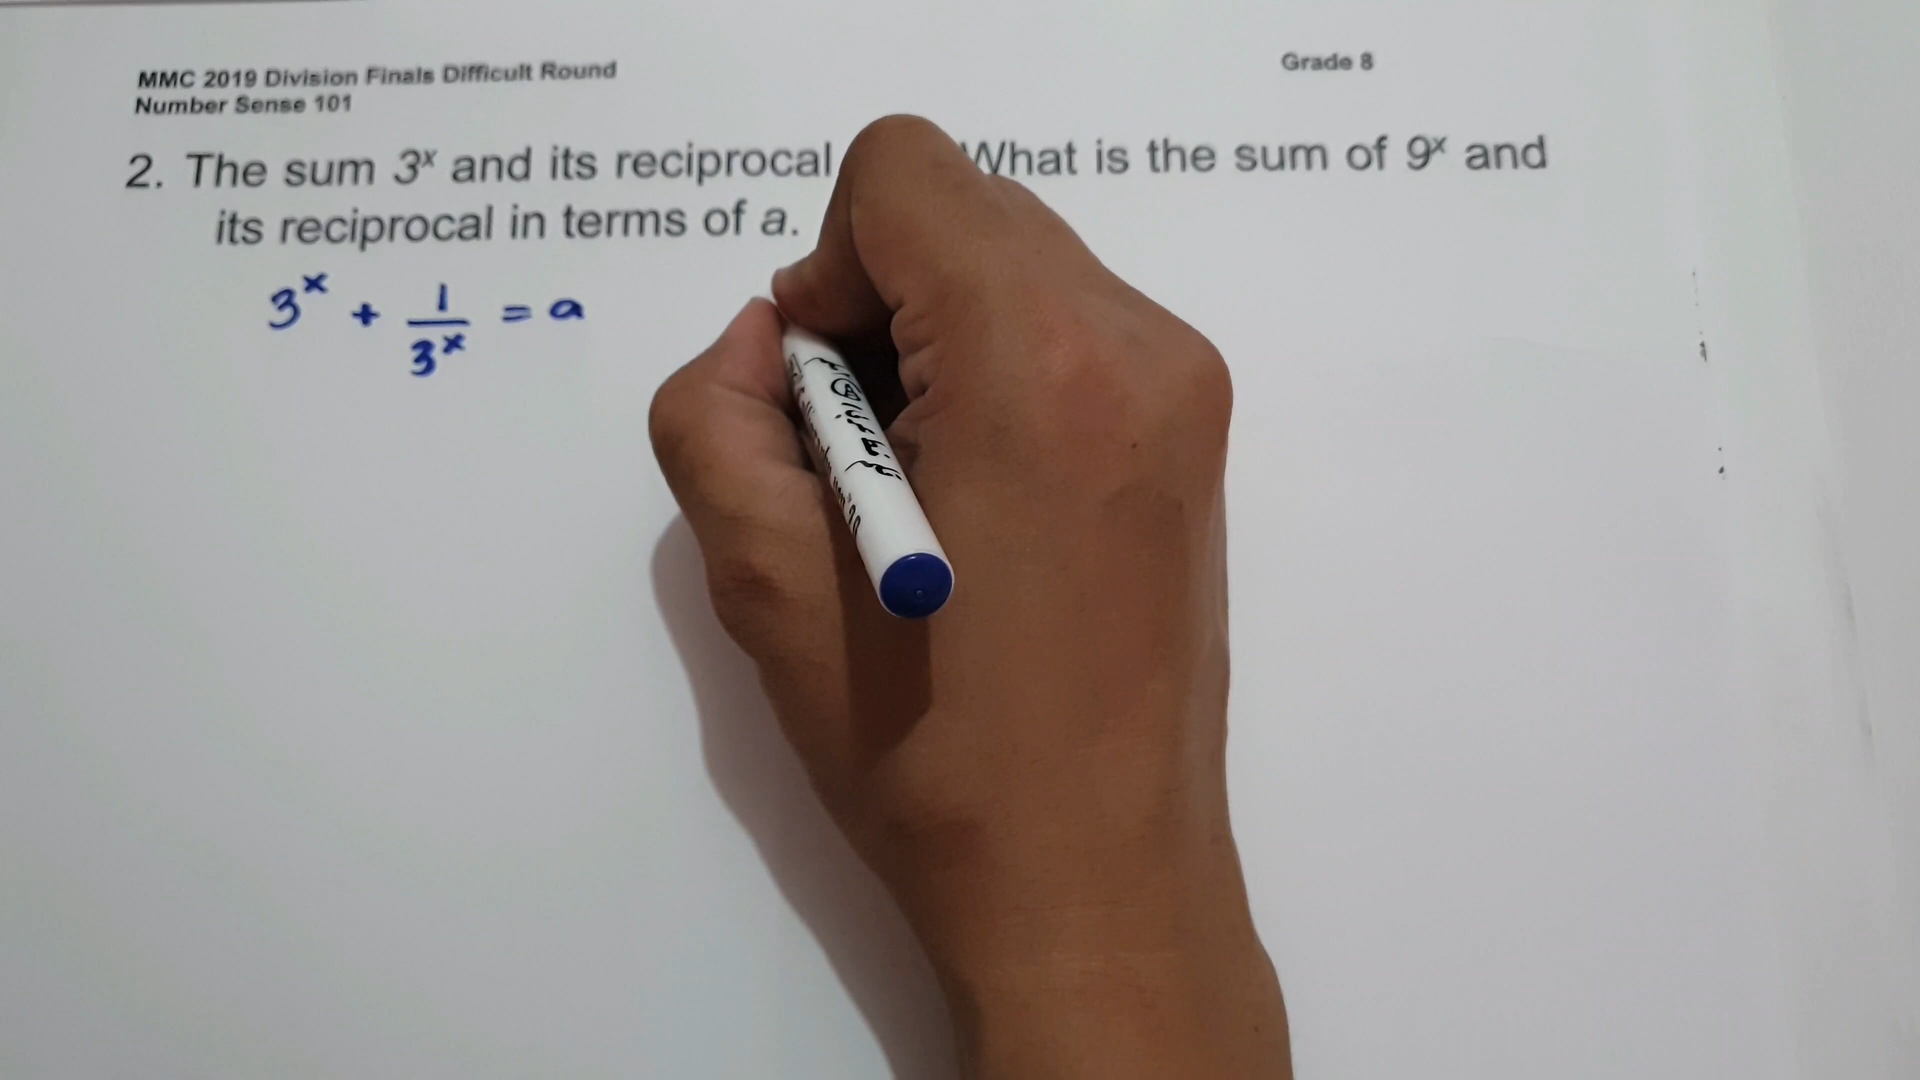 MMC 2019 Division Finals Difficult Round
Grade 8
Number Sense 101
2. The sum 3ˣ and its reciprocal What is the sum of 9ˣ and
its reciprocal in terms of a.
3ˣ + 1/3ˣ = a